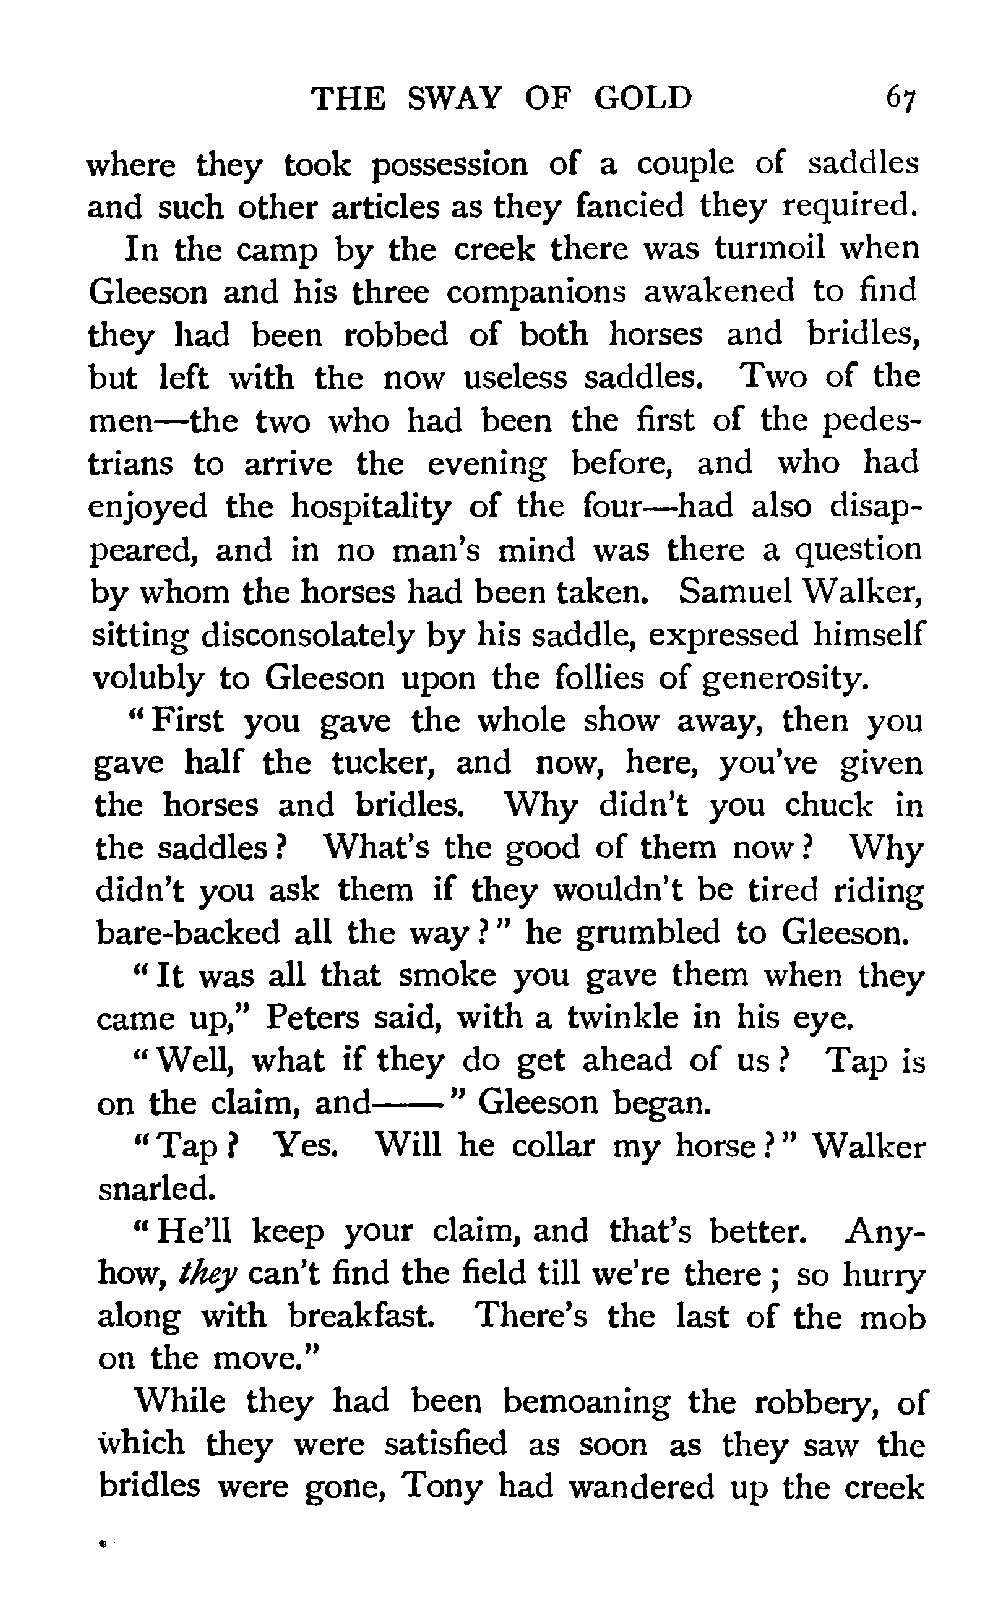 THE SWAY OF GOLD 67
where they took possession of a couple of saddles
and such other articles as they fancied they required.
In the camp by the creek there was turmoil when
Gleeson and his three companions awakened to find
they had been robbed of both horses and bridles,
but left with the now useless saddles. Two of the
men—the two who had been the first of the pedes-
trians to arrive the evening before, and who had
enjoyed the hospitality of the four—had also disap-
peared, and in no man's mind was there a question
by whom the horses had been taken. Samuel Walker,
sitting disconsolately by his saddle, expressed himself
volubly to Gleeson upon the follies of generosity.
"First you gave the whole show away, then you
gave half the tucker, and now, here, you've given
the horses and bridles. Why didn't you chuck in
the saddles? What's the good of them now? Why
didn't you ask them if they wouldn't be tired riding
bare-backed all the way?" he grumbled to Gleeson.
"It was all that smoke you gave them when they
came up," Peters said, with a twinkle in his eye.
"Well, what if they do get ahead of us? Tap is
on the claim, and——" Gleeson began.
"Tap? Yes. Will he collar my horse?" Walker
snarled.
"He'll keep your claim, and that's better. Any-
how, they can't find the field till we're there; so hurry
along with breakfast. There's the last of the mob
on the move."
While they had been bemoaning the robbery, of
which they were satisfied as soon as they saw the
bridles were gone, Tony had wandered up the creek